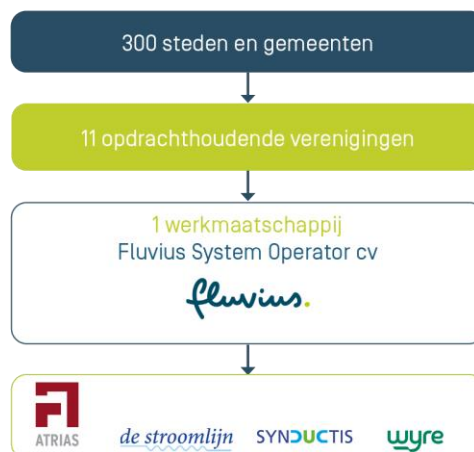 300 steden en gemeenten
11 opdrachthoudende verenigingen
1 werkmaatschappij
Fluvius System Operator cv
fluvius.
ATRIAS
de stroomlijn
SYNDUCTIS
wyre